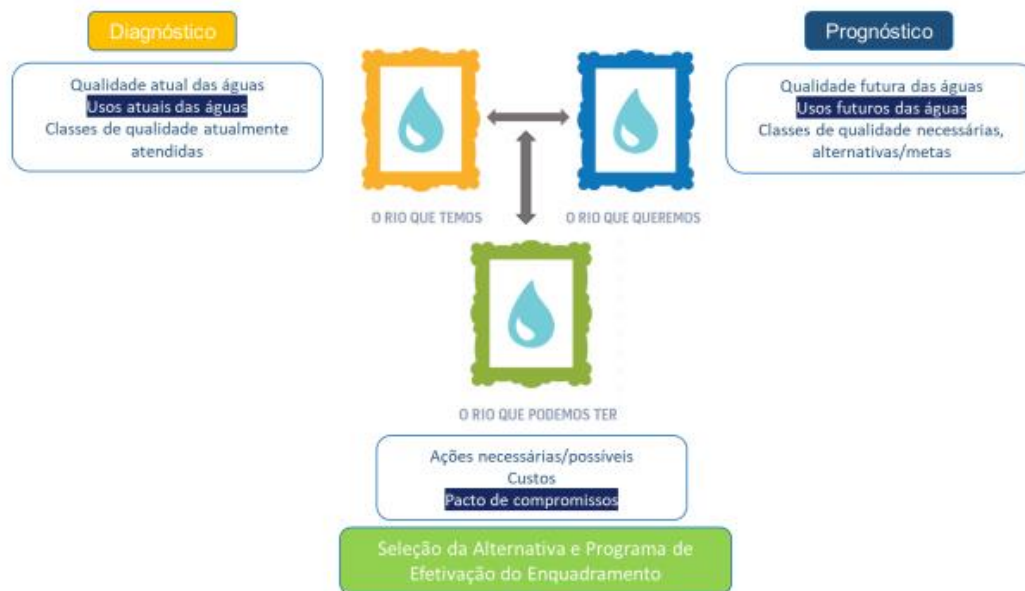 Diagnóstico
Qualidade atual das águas
Usos atuais das águas
Classes de qualidade atualmente
atendidas
Prognóstico
Qualidade futura das águas
Usos futuros das águas
Classes de qualidade necessárias,
alternativas/metas
O RIO QUE TEMOS
O RIO QUE QUEREMOS
O RIO QUE PODEMOS TER
Ações necessárias/possíveis
Custos
Pacto de compromissos
Seleção da Alternativa e Programa de
Efetivação do Enquadramento